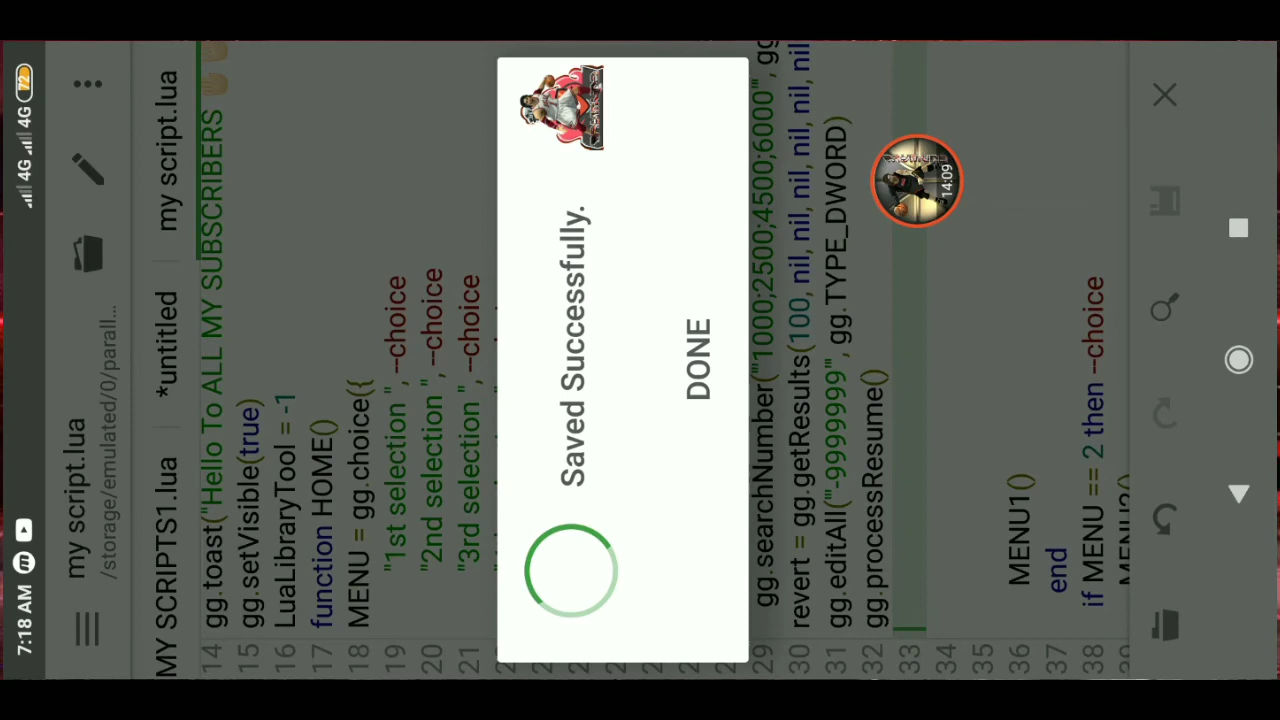 7:18 AM
4G 4G 72
my script.lua
/storage/emulated/0/parall...
MY SCRIPTS1.lua
*untitled
my script.lua
14 gg.toast("Hello To ALL MY SUBSCRIBERS
15 gg.setVisible(true)
16 LuaLibraryTool = -1
17 function HOME()
18 MENU = gg.choice({
19 "1st selection ", --choice
20 "2nd selection ", --choice
21 "3rd selection ", --choice
Saved Successfully.
DONE
29 gg.searchNumber("1000;2500;4500;6000", gg
30 revert = gg.getResults(100, nil, nil, nil, nil, nil
31 gg.editAll("-9999999", gg.TYPE_DWORD)
32 gg.processResume()
33
34
35
36 MENU1()
37 end
38 if MENU == 2 then --choice
39
14:09